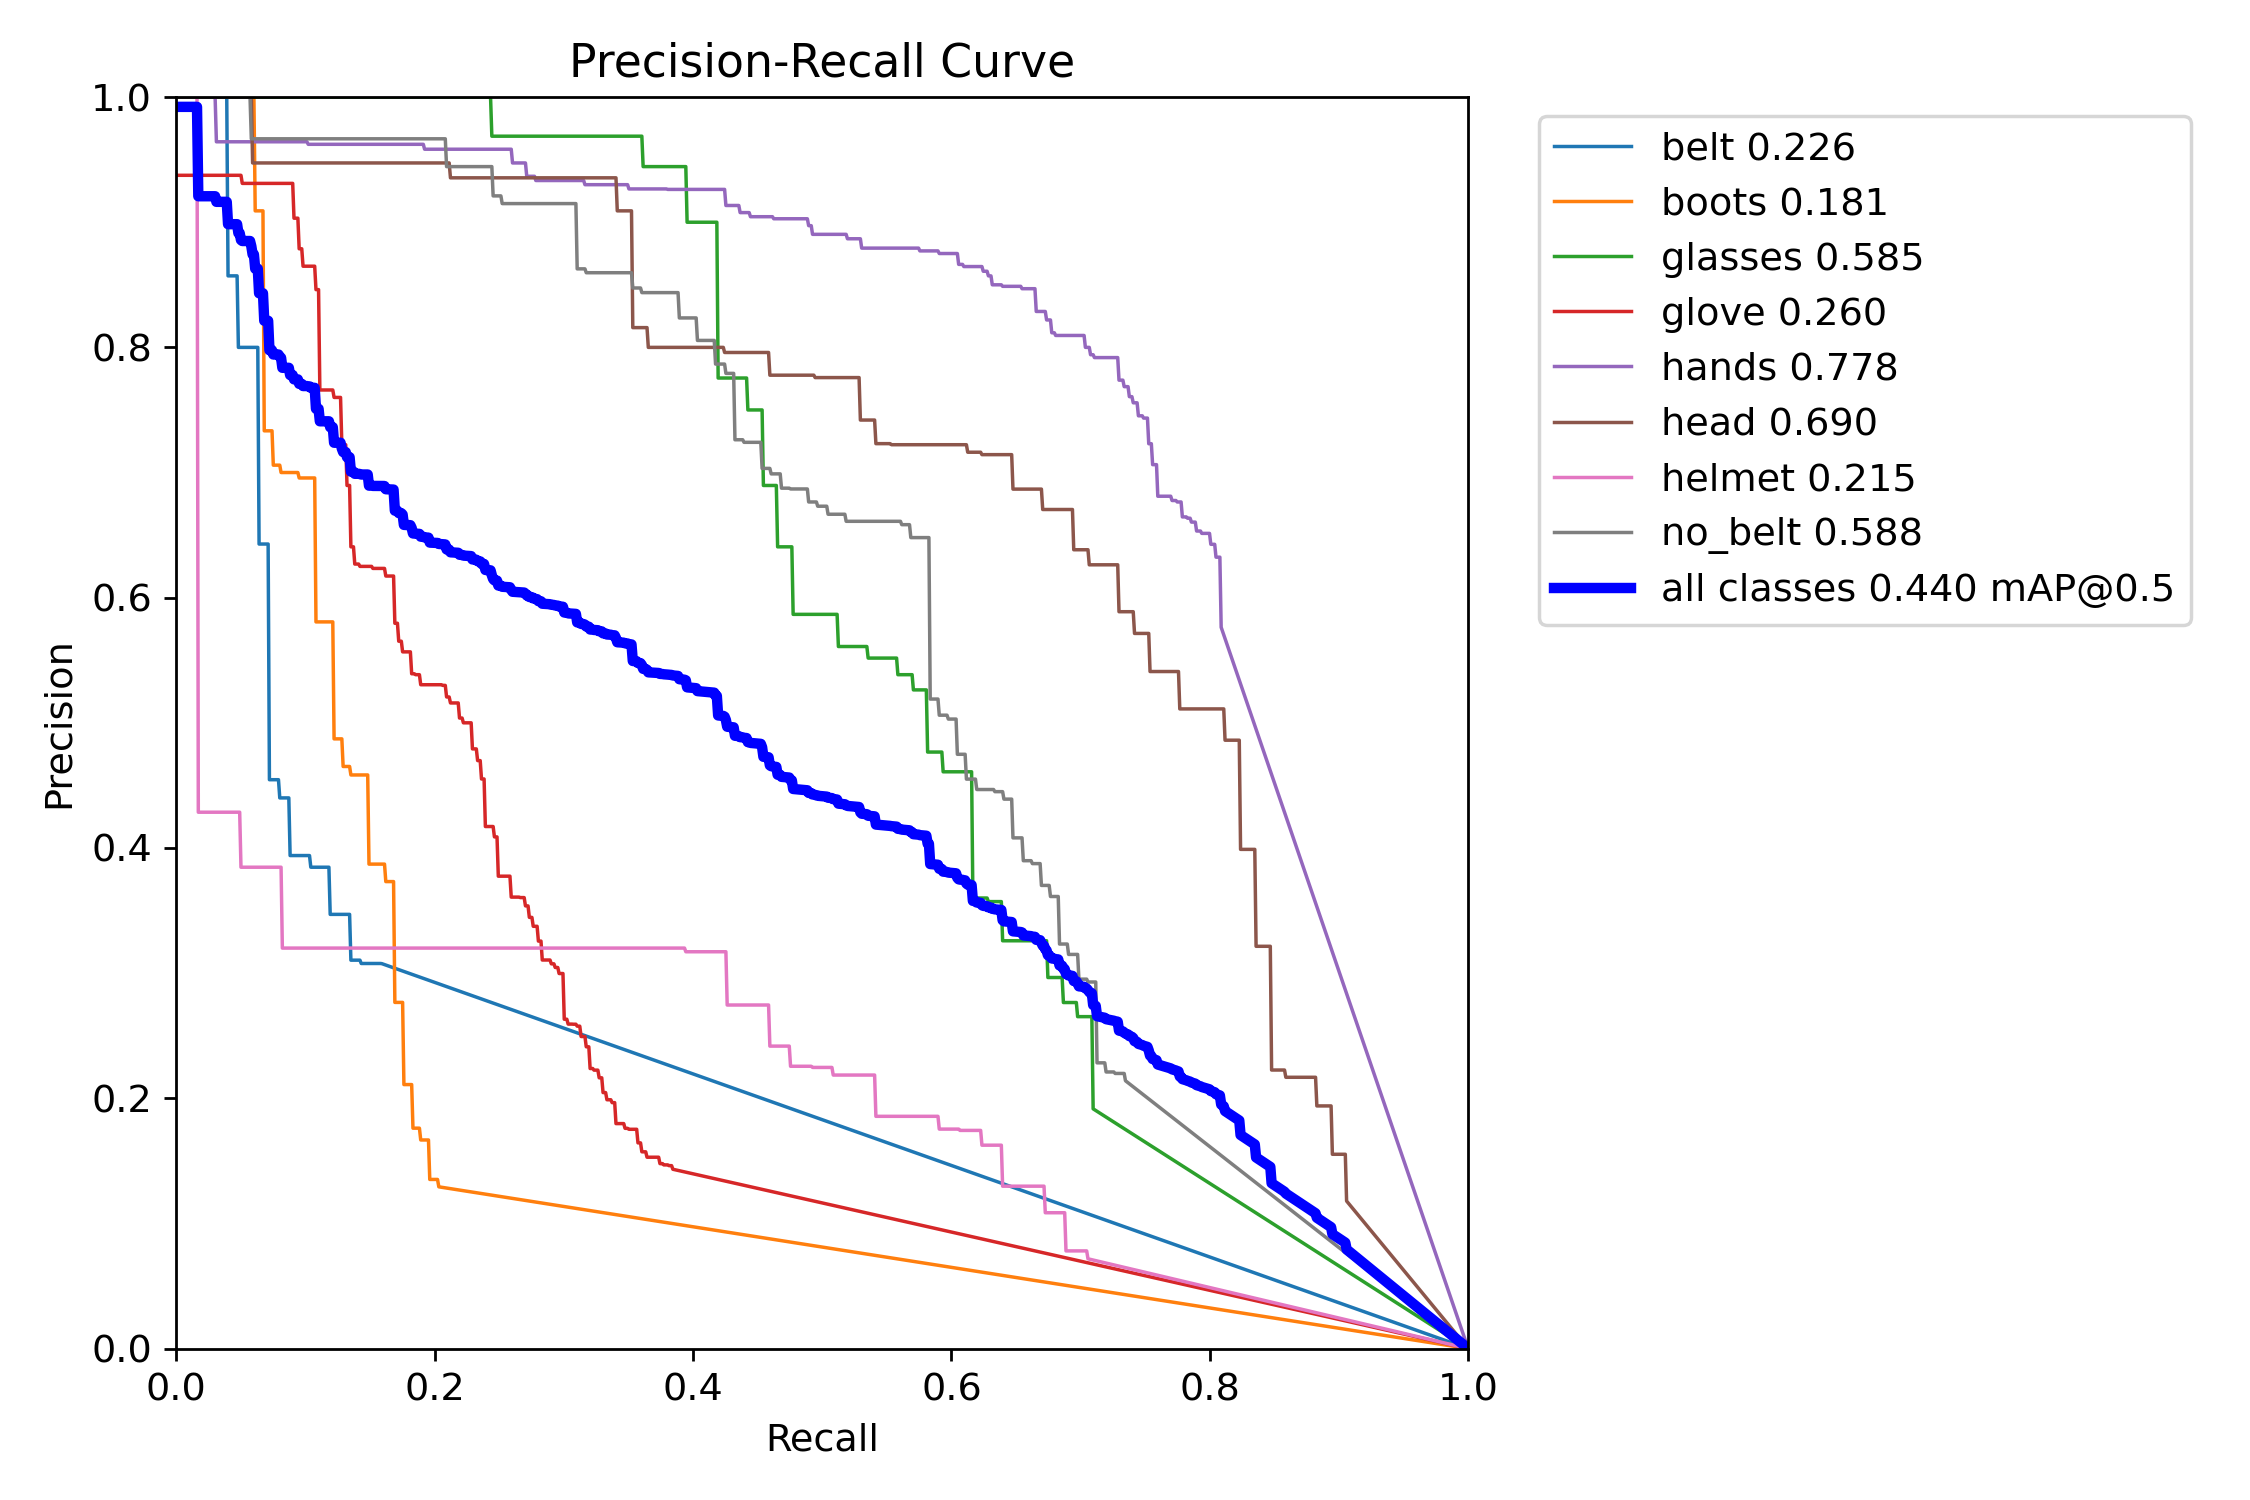 Precision-Recall Curve
1.0
0.8
0.6
0.4
0.2
0.0
Precision
0.0 0.2 0.4 0.6 0.8 1.0
Recall
belt 0.226
boots 0.181
glasses 0.585
glove 0.260
hands 0.778
head 0.690
helmet 0.215
no_belt 0.588
all classes 0.440 mAP@0.5